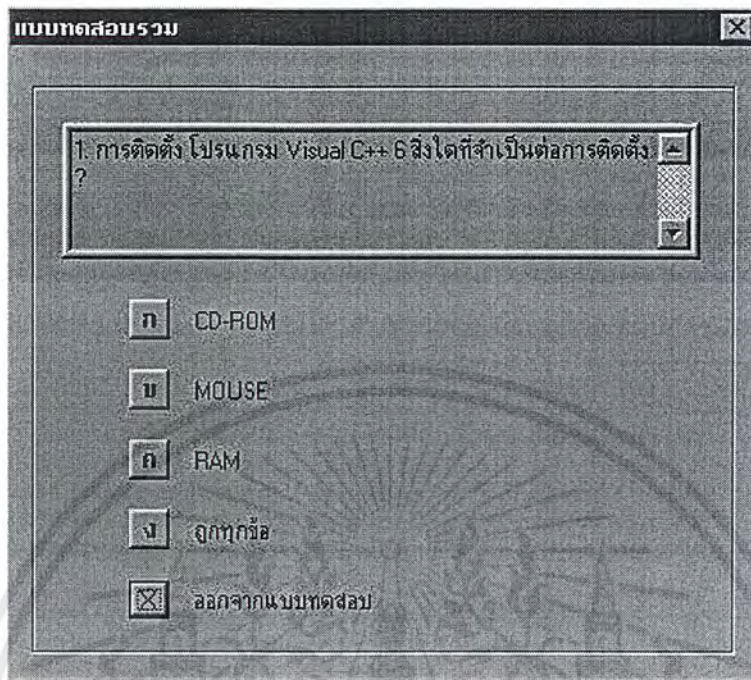 แบบทดสอบรวม
1. การติดตั้ง โปรแกรม Visual C++ 6 สิ่งใดที่จำเป็นต่อการติดตั้ง
?
ก CD-ROM
ข MOUSE
ค RAM
ง ถูกทุกข้อ
ออกจากแบบทดสอบ